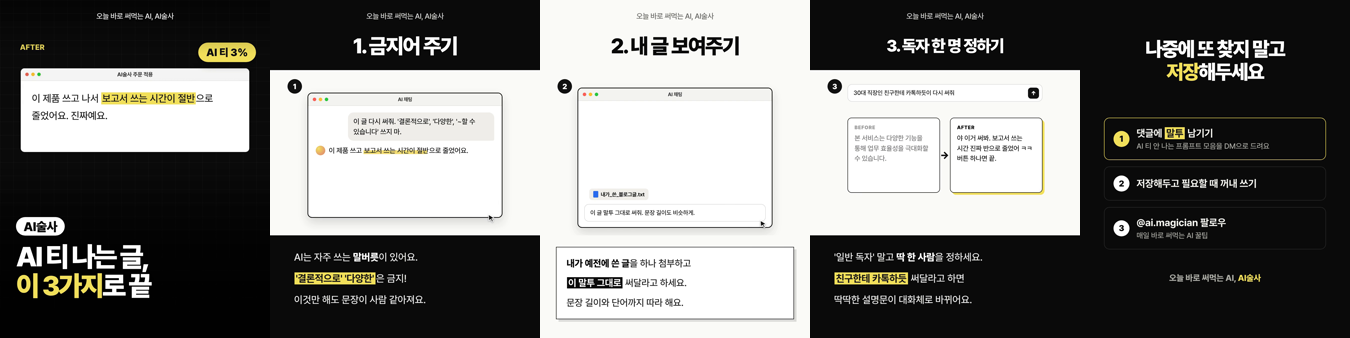 오늘 바로 써먹는 AI, AI술사
AFTER
AI 티 3%
AI술사 주문 적용
이 제품 쓰고 나서 보고서 쓰는 시간이 절반으로
줄었어요. 진짜예요.
AI술사
AI 티 나는 글,
이 3가지로 끝
오늘 바로 써먹는 AI, AI술사
1. 금지어 주기
1
AI 채팅
이 글 다시 써줘. '결론적으로', '다양한', '~할 수
있습니다' 쓰지 마.
이 제품 쓰고 보고서 쓰는 시간이 절반으로 줄었어요.
AI는 자주 쓰는 말버릇이 있어요.
'결론적으로' '다양한'은 금지!
이것만 해도 문장이 사람 같아져요.
오늘 바로 써먹는 AI, AI술사
2. 내 글 보여주기
2
AI 채팅
내가_쓴_블로그글.txt
이 글 말투 그대로 써줘. 문장 길이도 비슷하게.
내가 예전에 쓴 글을 하나 첨부하고
이 말투 그대로 써달라고 하세요.
문장 길이와 단어까지 따라 해요.
오늘 바로 써먹는 AI, AI술사
3. 독자 한 명 정하기
3
30대 직장인 친구한테 카톡하듯이 다시 써줘
BEFORE
본 서비스는 다양한 기능을
통해 업무 효율성을 극대화할
수 있습니다.
AFTER
야 이거 써봐. 보고서 쓰는
시간 진짜 반으로 줄었어 ㅋㅋ
버튼 하나면 끝.
'일반 독자' 말고 딱 한 사람을 정하세요.
친구한테 카톡하듯 써달라고 하면
딱딱한 설명문이 대화체로 바뀌어요.
나중에 또 찾지 말고
저장해두세요
1
댓글에 말투 남기기
AI 티 안 나는 프롬프트 모음을 DM으로 드려요
2
저장해두고 필요할 때 꺼내 쓰기
3
@ai.magician 팔로우
매일 바로 써먹는 AI 꿀팁
오늘 바로 써먹는 AI, AI술사